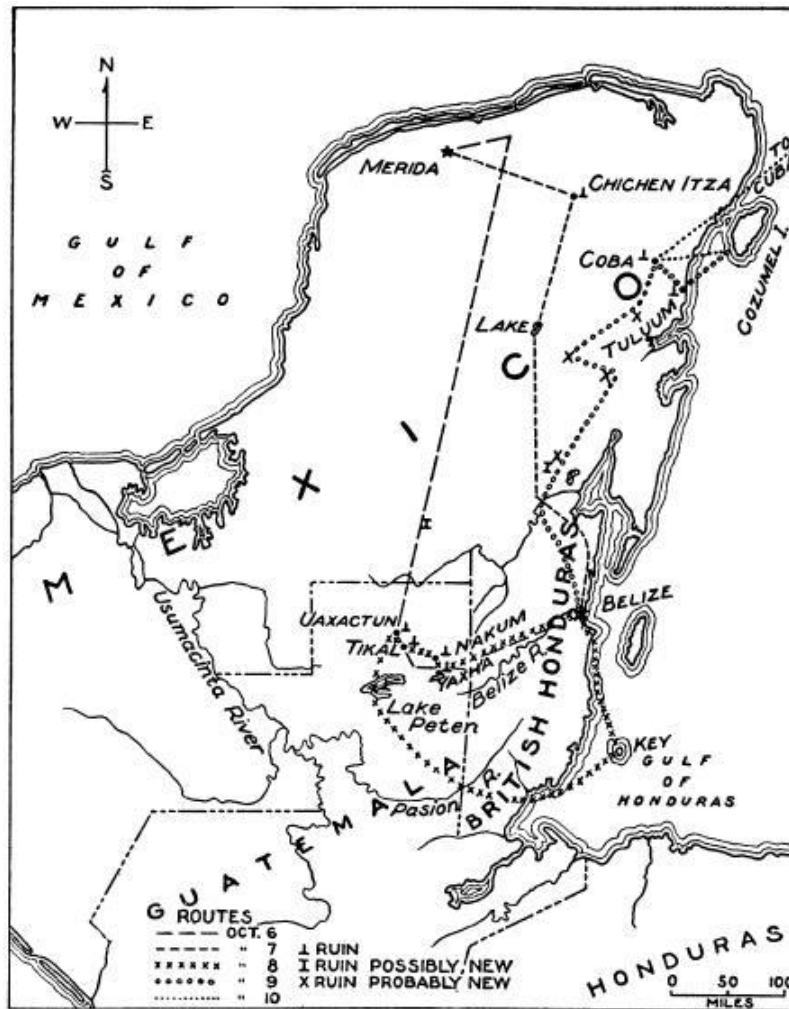 N
W E
S
MERIDA
CHICHEN ITZA
TO
CUBA
GULF
OF
MEXICO
COBA
COZUMEL I.
TULUUM
LAKE
MEXICO
Usumacinta River
UAXACTUN
TIKAL
NAKUM
YAXHA
Belize R.
BELIZE
BRITISH HONDURAS
Lake
Peten
Pasion R.
KEY
GULF
OF
HONDURAS
GUATEMALA
HONDURAS
ROUTES
OCT. 6
" 7 RUIN
" 8 RUIN POSSIBLY NEW
" 9 RUIN PROBABLY NEW
" 10
0 50 100
MILES